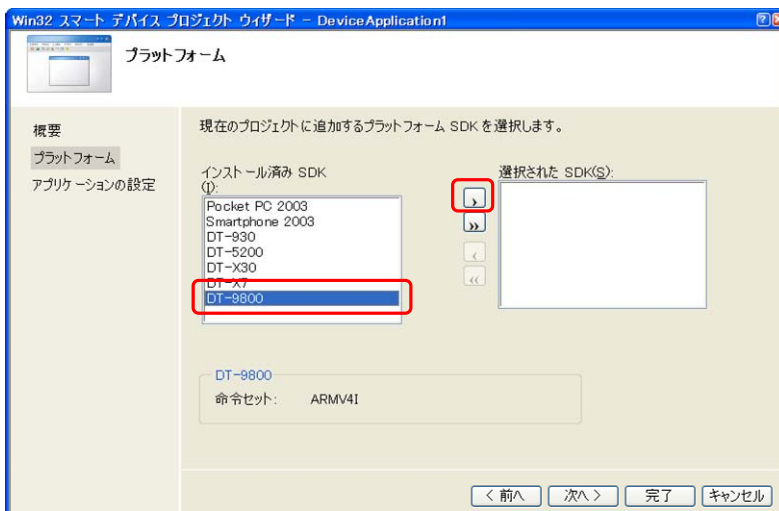 Win32 スマート デバイス プロジェクト ウィザード - DeviceApplication1
プラットフォーム
概要
プラットフォーム
アプリケーションの設定
現在のプロジェクトに追加するプラットフォーム SDK を選択します。
インストール済み SDK
(I):
Pocket PC 2003
Smartphone 2003
DT-930
DT-5200
DT-X30
DT-X7
DT-9800
選択された SDK(S):
›
»
‹
«
DT-9800
命令セット: ARMV4I
< 前へ
次へ >
完了
キャンセル